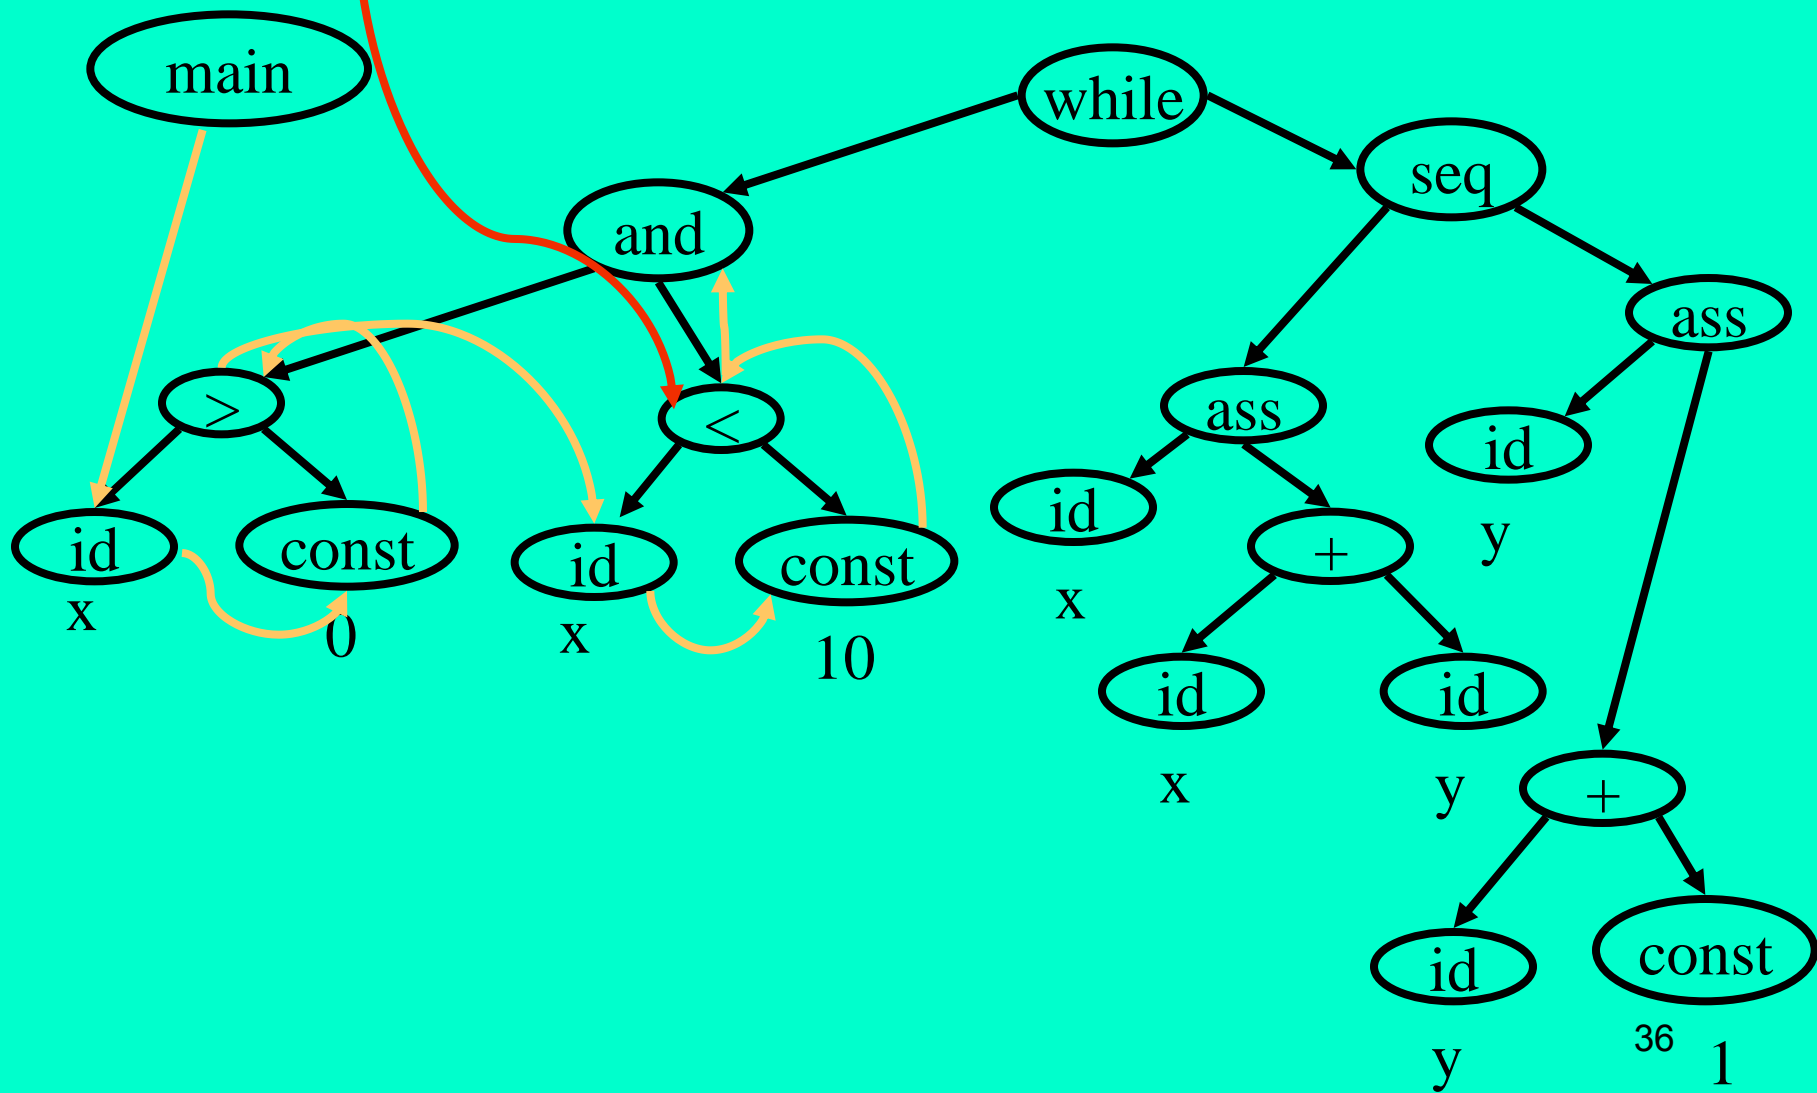 main
while
seq
and
ass
>
<
ass
id
const
id
const
id
+
id
x
0
x
10
x
y
id
id
x
y
+
id
const
y
36
1